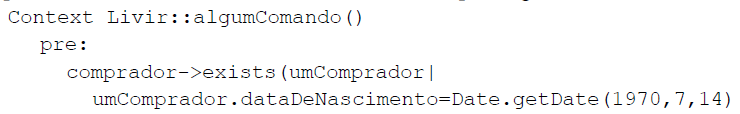 Context Livir::algumComando()
pre:
comprador->exists(umComprador|
umComprador.dataDeNascimento=Date.getDate(1970,7,14)